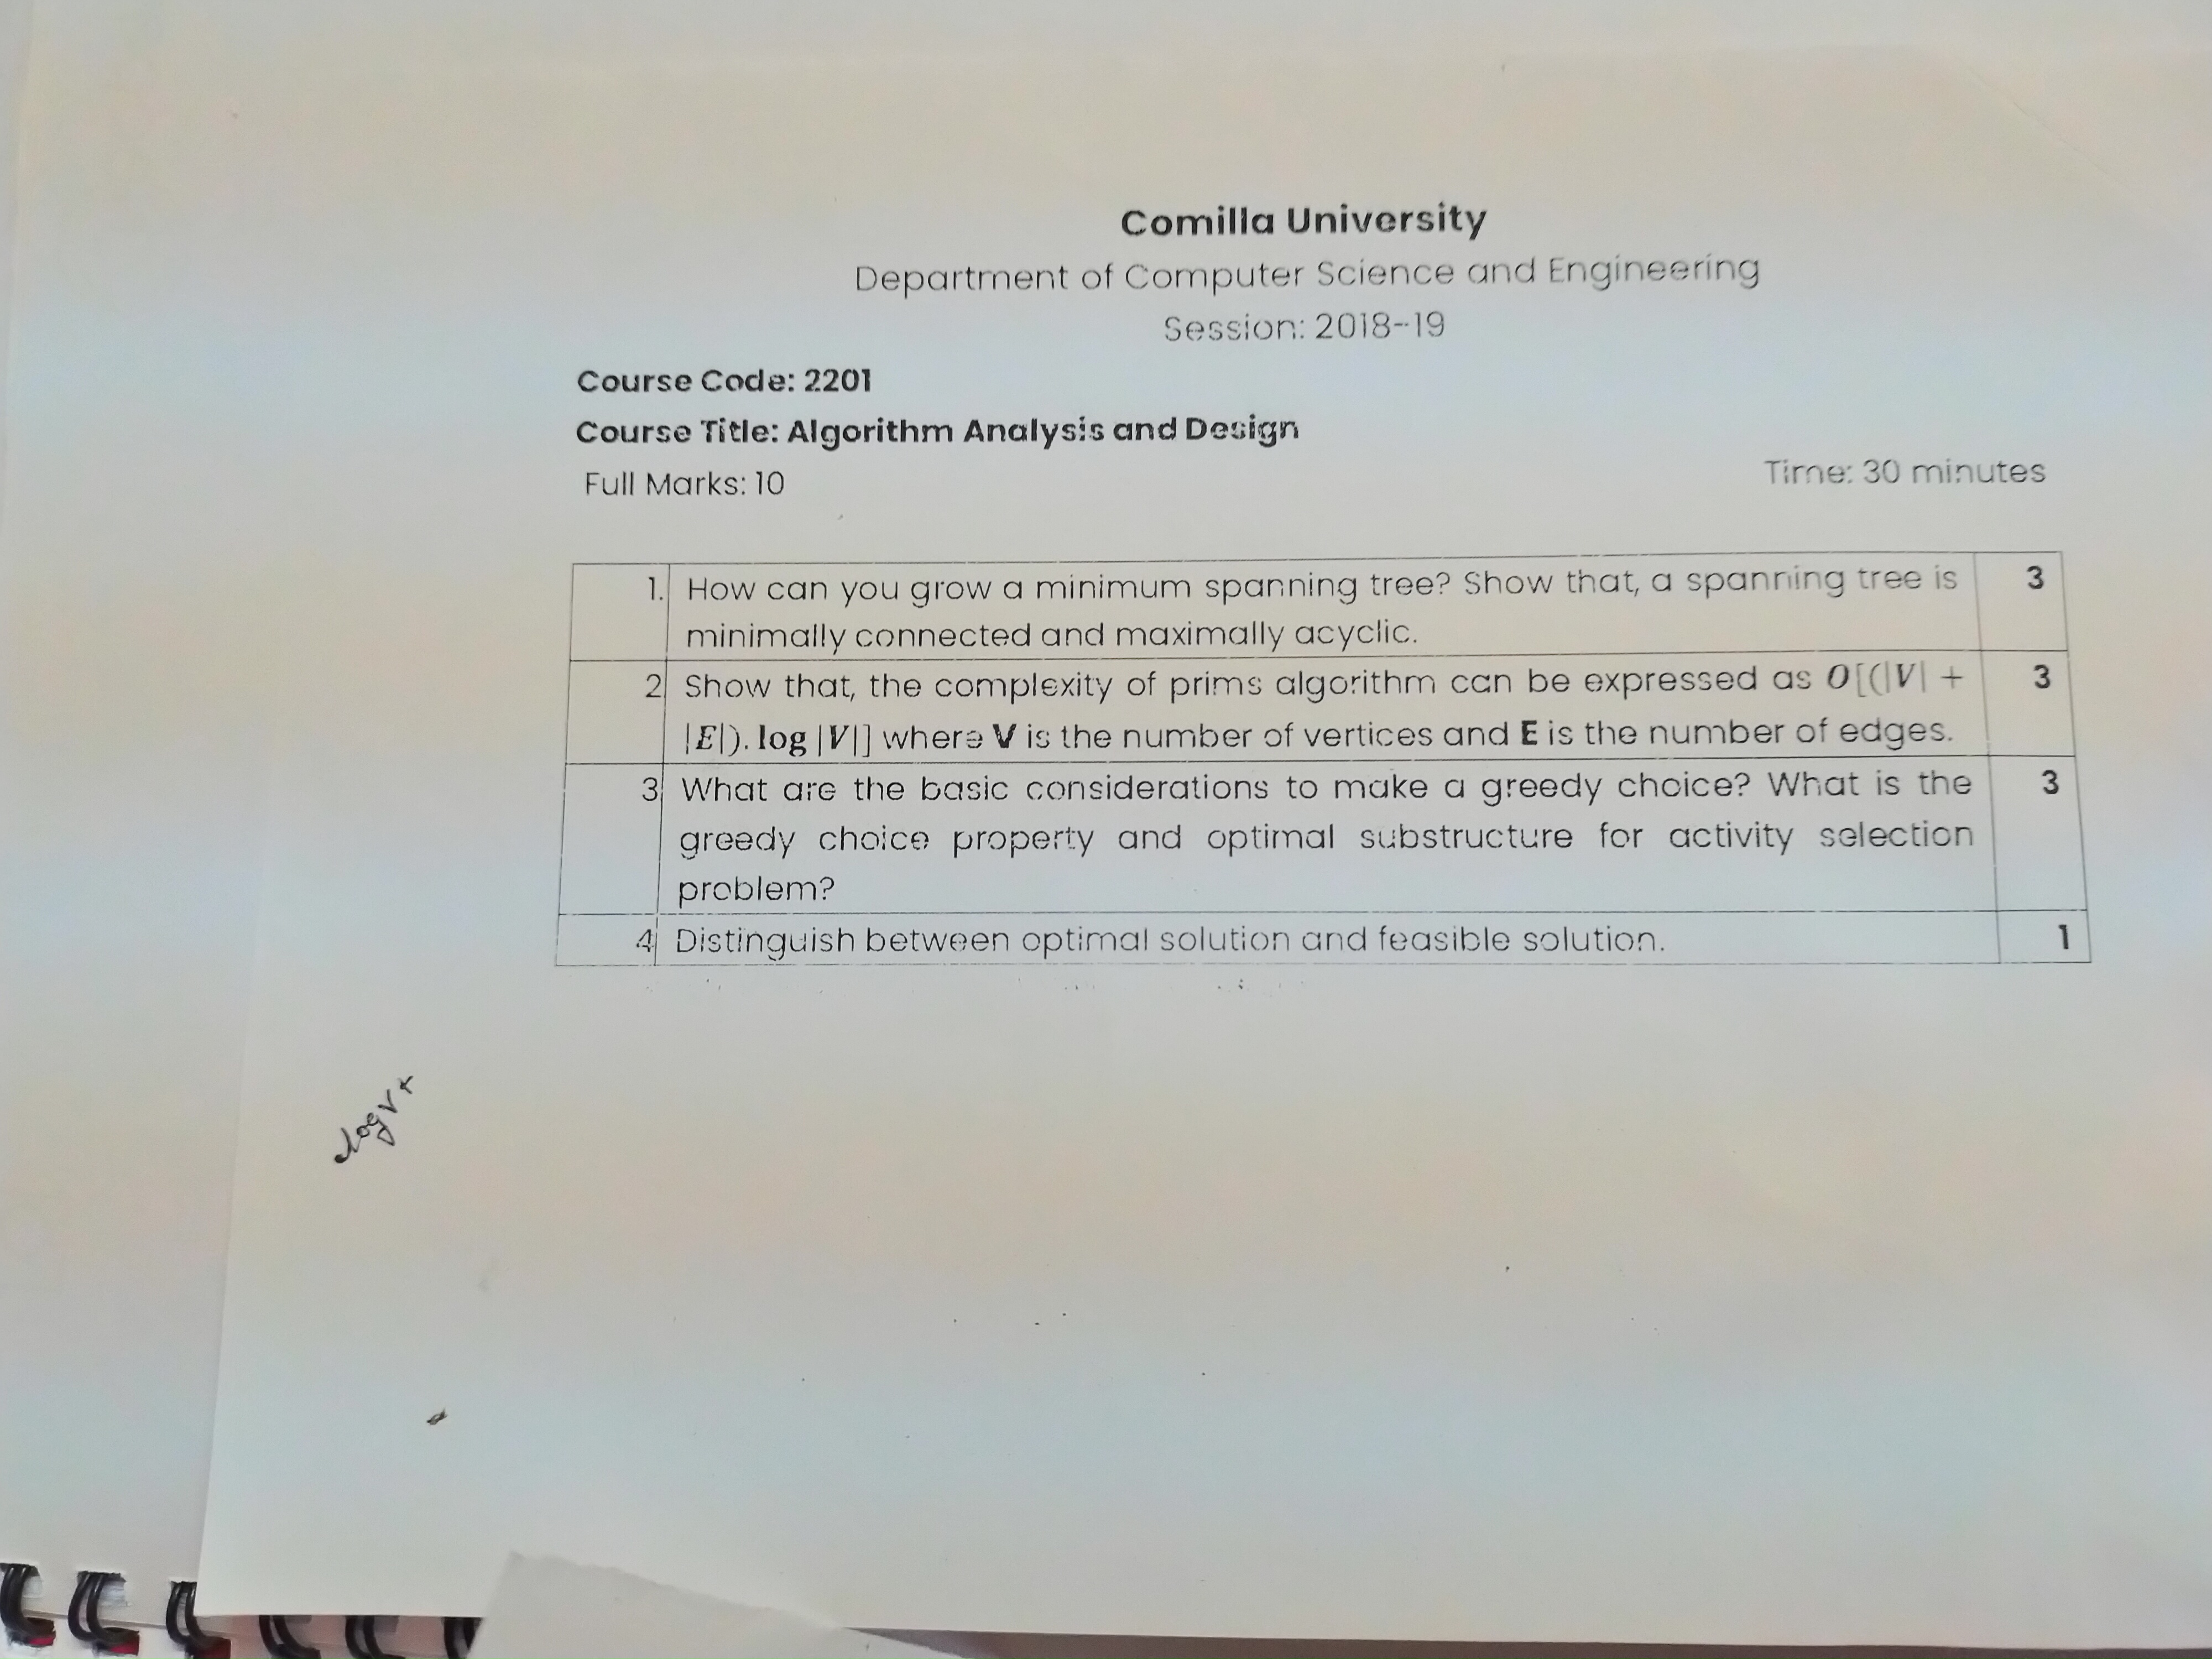 Comilla University
Department of Computer Science and Engineering
Session: 2018-19
Course Code: 2201
Course Title: Algorithm Analysis and Design
Full Marks: 10
Time: 30 minutes
1. How can you grow a minimum spanning tree? Show that, a spanning tree is 3
minimally connected and maximally acyclic.
2 Show that, the complexity of prims algorithm can be expressed as O[(|V| + 3
|E|). log |V|] where V is the number of vertices and E is the number of edges.
3 What are the basic considerations to make a greedy choice? What is the 3
greedy choice property and optimal substructure for activity selection
problem?
4 Distinguish between optimal solution and feasible solution. 1
log V +